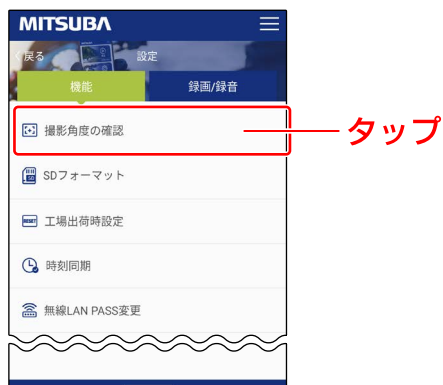 MITSUBA
戻る
設定
機能
録画/録音
撮影角度の確認
タップ
SDフォーマット
RESET
工場出荷時設定
時刻同期
無線LAN PASS変更